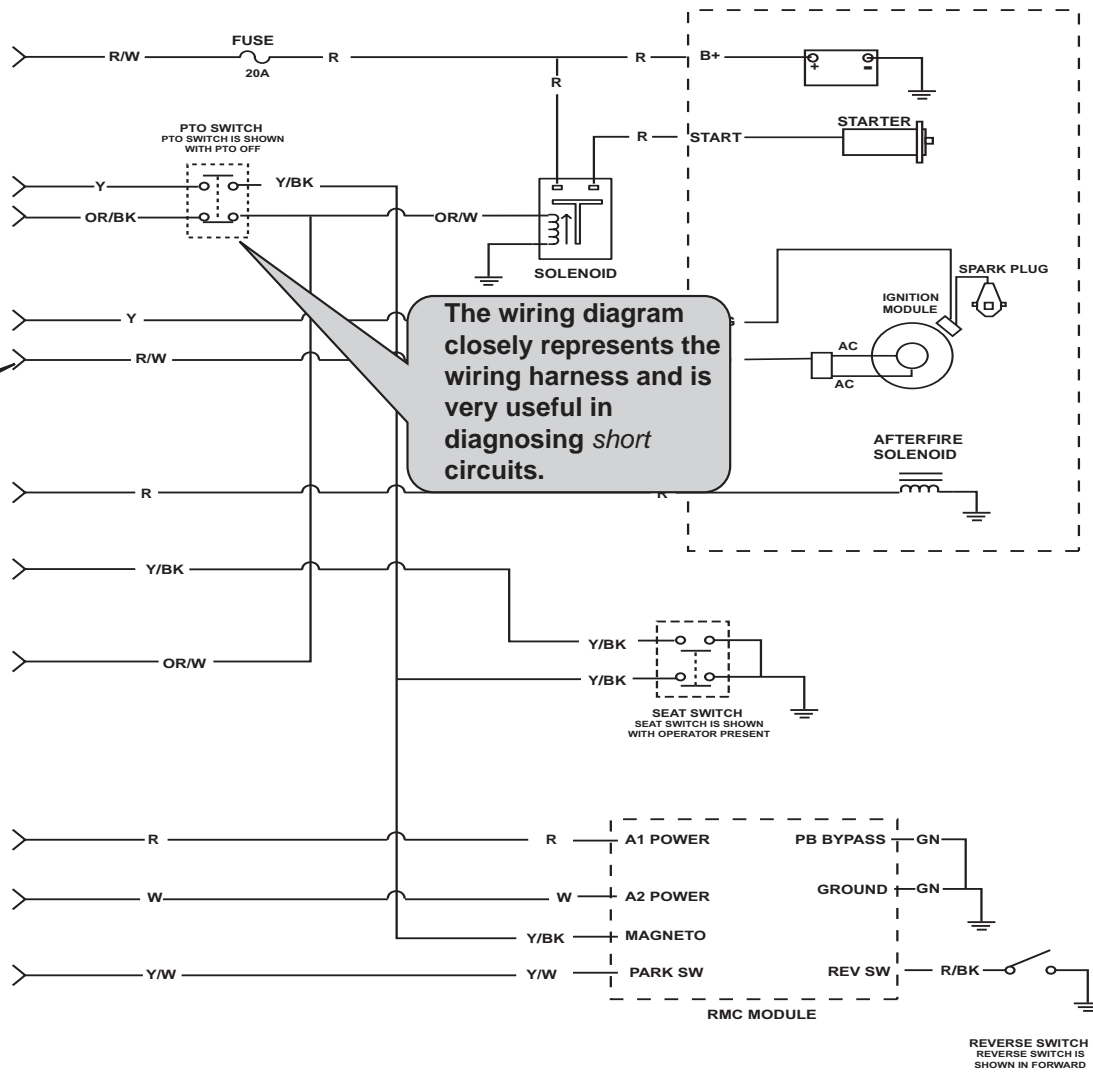 FUSE
R/W
20A
R
R
B+
+
-
R
PTO SWITCH
PTO SWITCH IS SHOWN
WITH PTO OFF
R
START
STARTER
Y
Y/BK
OR/BK
OR/W
SOLENOID
SPARK PLUG
IGNITION
MODULE
Y
G
The wiring diagram
closely represents the
wiring harness and is
very useful in
diagnosing short
circuits.
R/W
AC
AC
AFTERFIRE
SOLENOID
R
R
Y/BK
Y/BK
OR/W
Y/BK
SEAT SWITCH
SEAT SWITCH IS SHOWN
WITH OPERATOR PRESENT
R
R
A1 POWER
PB BYPASS
GN
W
W
A2 POWER
GROUND
GN
Y/BK
MAGNETO
Y/W
Y/W
PARK SW
REV SW
R/BK
RMC MODULE
REVERSE SWITCH
REVERSE SWITCH IS
SHOWN IN FORWARD